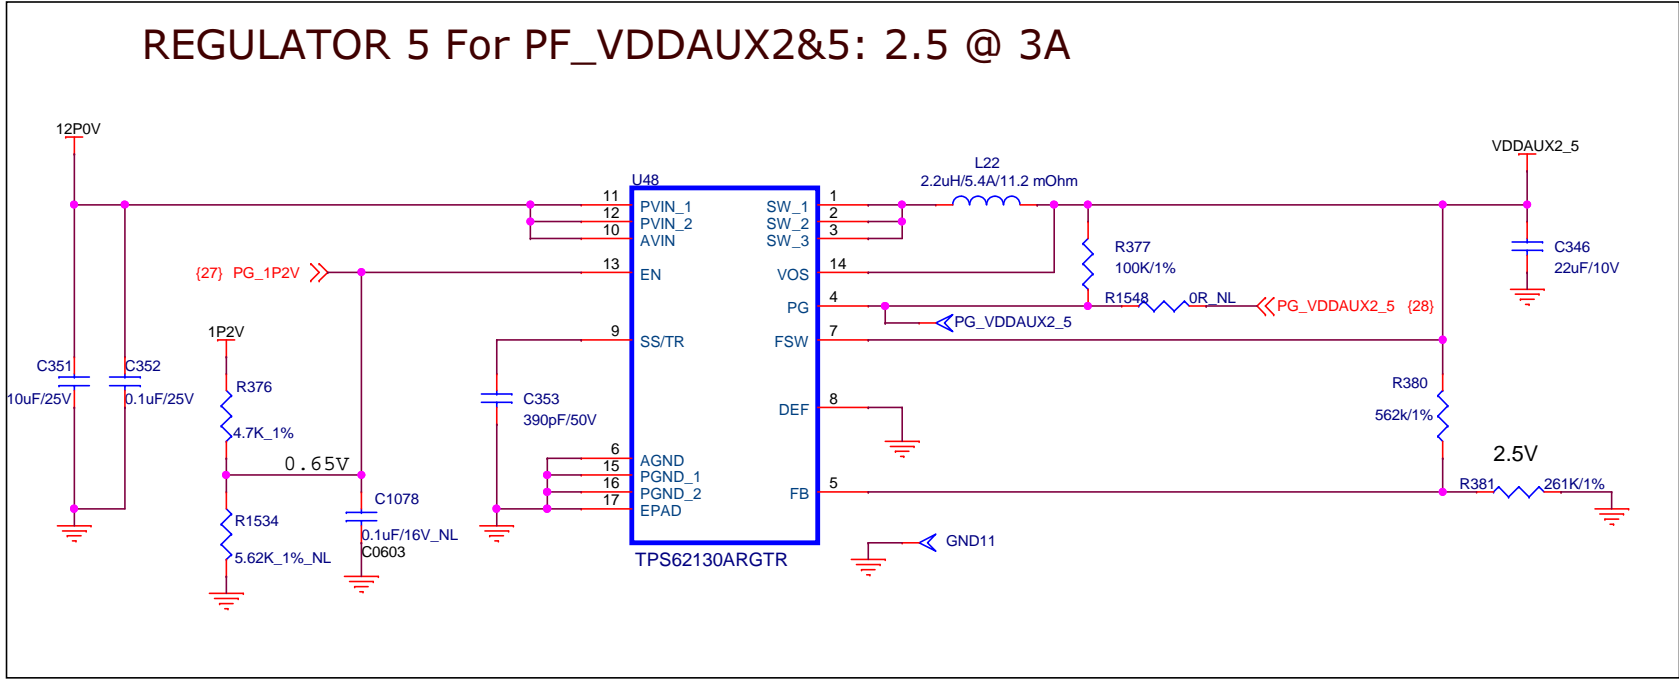 REGULATOR 5 For PF_VDDAUX2&5: 2.5 @ 3A
12P0V
VDDAUX2_5
L22
2.2uH/5.4A/11.2 mOhm
U48
11
PVIN_1
12
PVIN_2
10
AVIN
13
EN
9
SS/TR
6
AGND
15
PGND_1
16
PGND_2
17
EPAD
SW_1
1
SW_2
2
SW_3
3
VOS
14
PG
4
FSW
7
DEF
8
FB
5
TPS62130ARGTR
{27} PG_1P2V
1P2V
C351
10uF/25V
C352
0.1uF/25V
R376
4.7K_1%
0.65V
R1534
5.62K_1%_NL
C1078
0.1uF/16V_NL
C0603
C353
390pF/50V
R377
100K/1%
R1548
0R_NL
PG_VDDAUX2_5 {28}
PG_VDDAUX2_5
C346
22uF/10V
R380
562k/1%
2.5V
R381
261K/1%
GND11